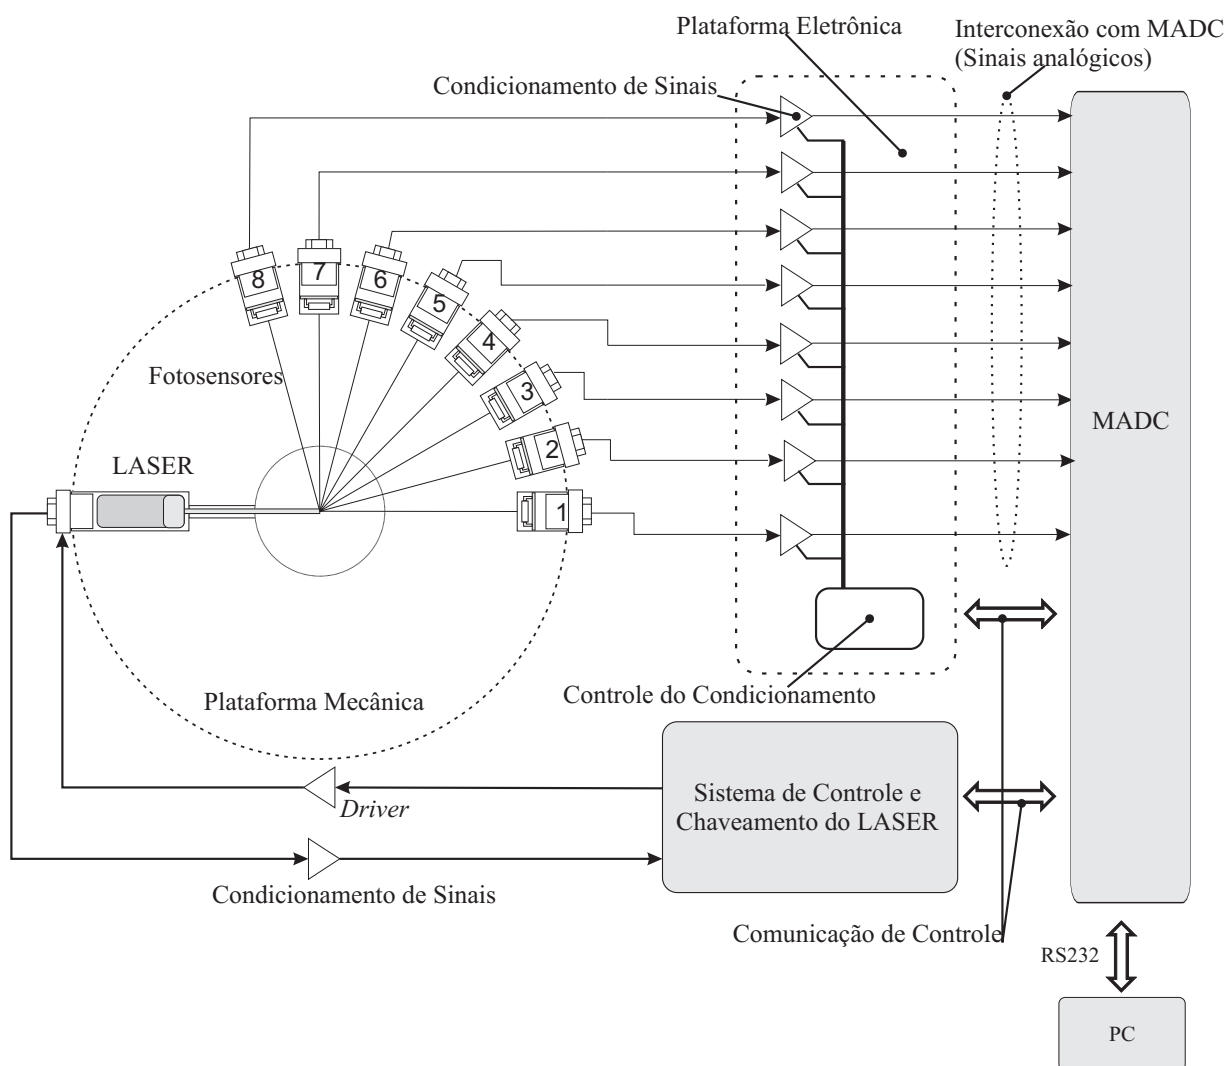 Plataforma Eletrônica
Interconexão com MADC
(Sinais analógicos)
Condicionamento de Sinais
8
7
6
5
4
3
2
1
Fotosensores
LASER
MADC
Plataforma Mecânica
Controle do Condicionamento
Sistema de Controle e
Chaveamento do LASER
Driver
Condicionamento de Sinais
Comunicação de Controle
RS232
PC